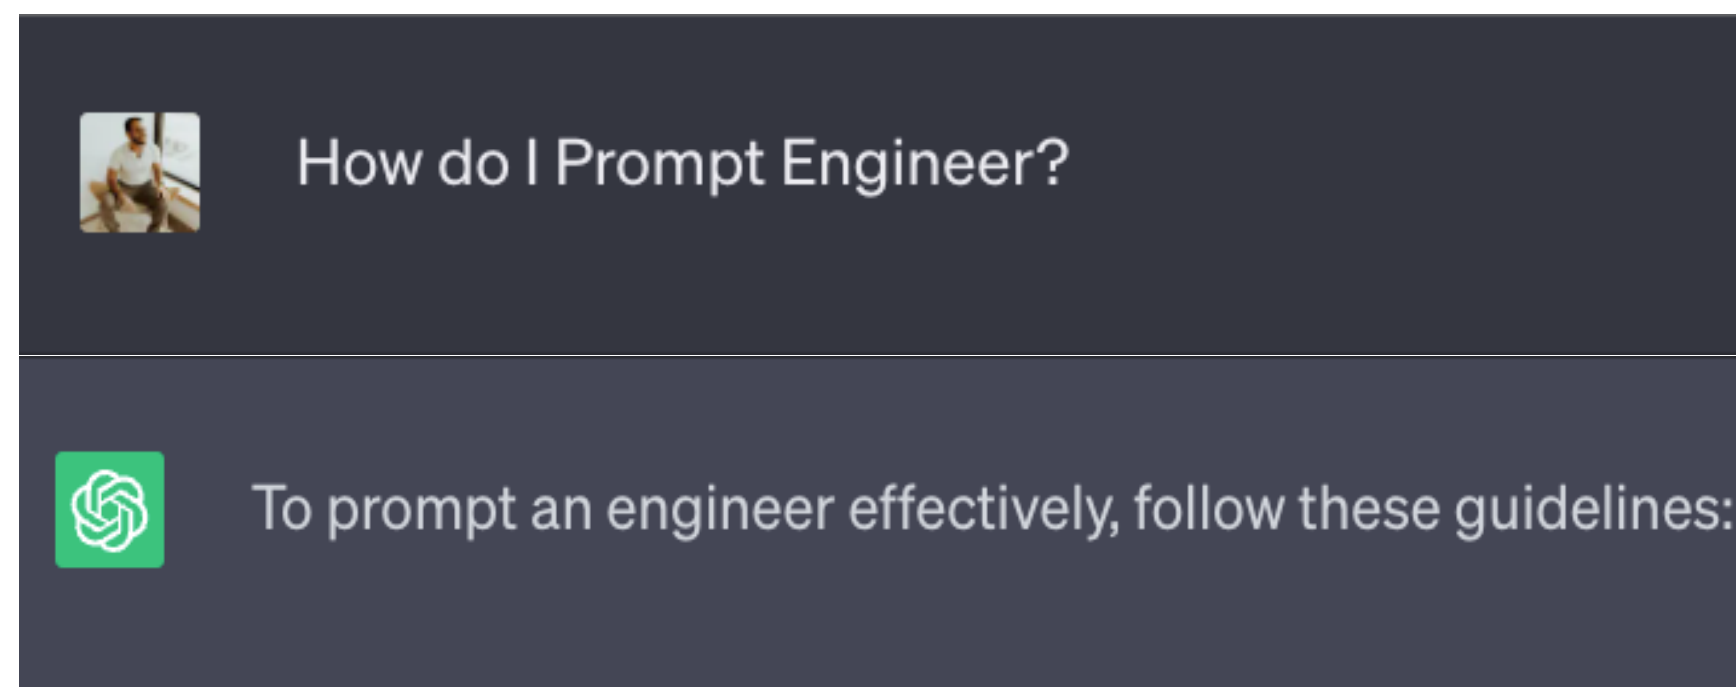 How do I Prompt Engineer?
To prompt an engineer effectively, follow these guidelines: